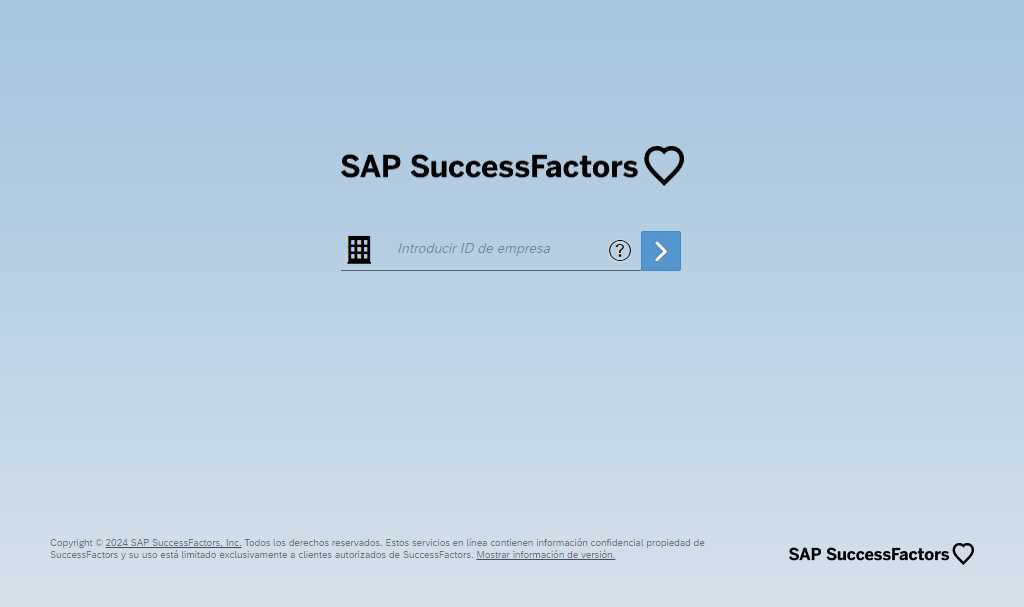 SAP SuccessFactors
Introducir ID de empresa
Copyright © 2024 SAP SuccessFactors, Inc. Todos los derechos reservados. Estos servicios en línea contienen información confidencial propiedad de
SuccessFactors y su uso está limitado exclusivamente a clientes autorizados de SuccessFactors. Mostrar información de versión.
SAP SuccessFactors